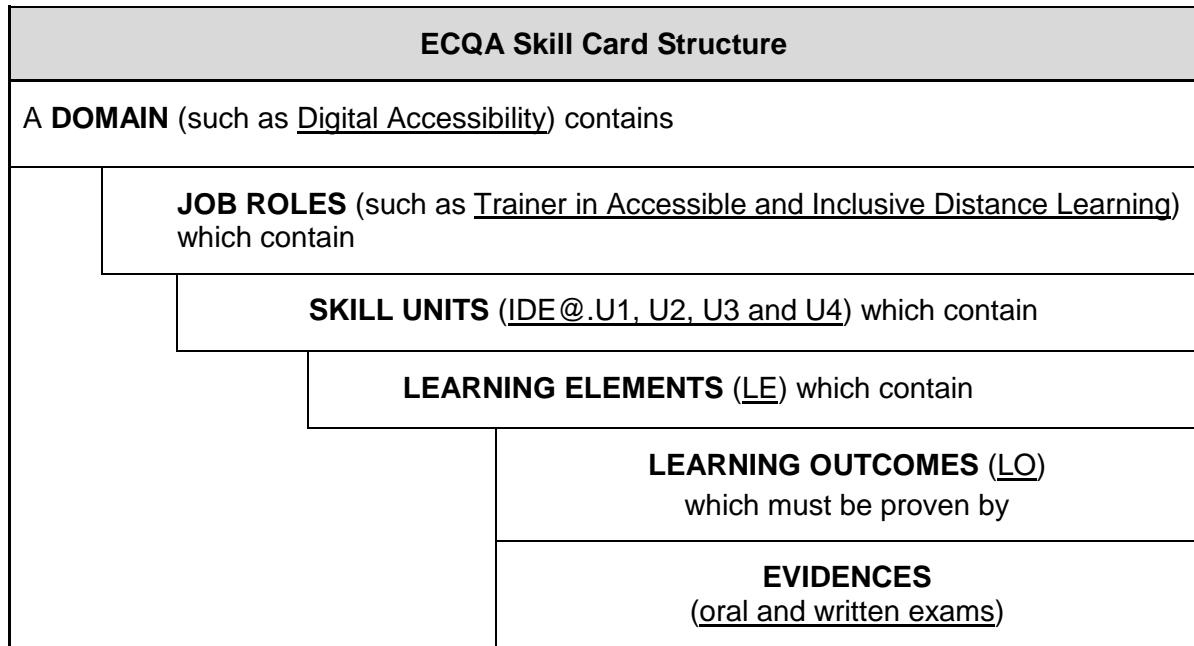 ECQA Skill Card Structure
A DOMAIN (such as Digital Accessibility) contains
JOB ROLES (such as Trainer in Accessible and Inclusive Distance Learning)
which contain
SKILL UNITS (IDE@.U1, U2, U3 and U4) which contain
LEARNING ELEMENTS (LE) which contain
LEARNING OUTCOMES (LO)
which must be proven by
EVIDENCES
(oral and written exams)